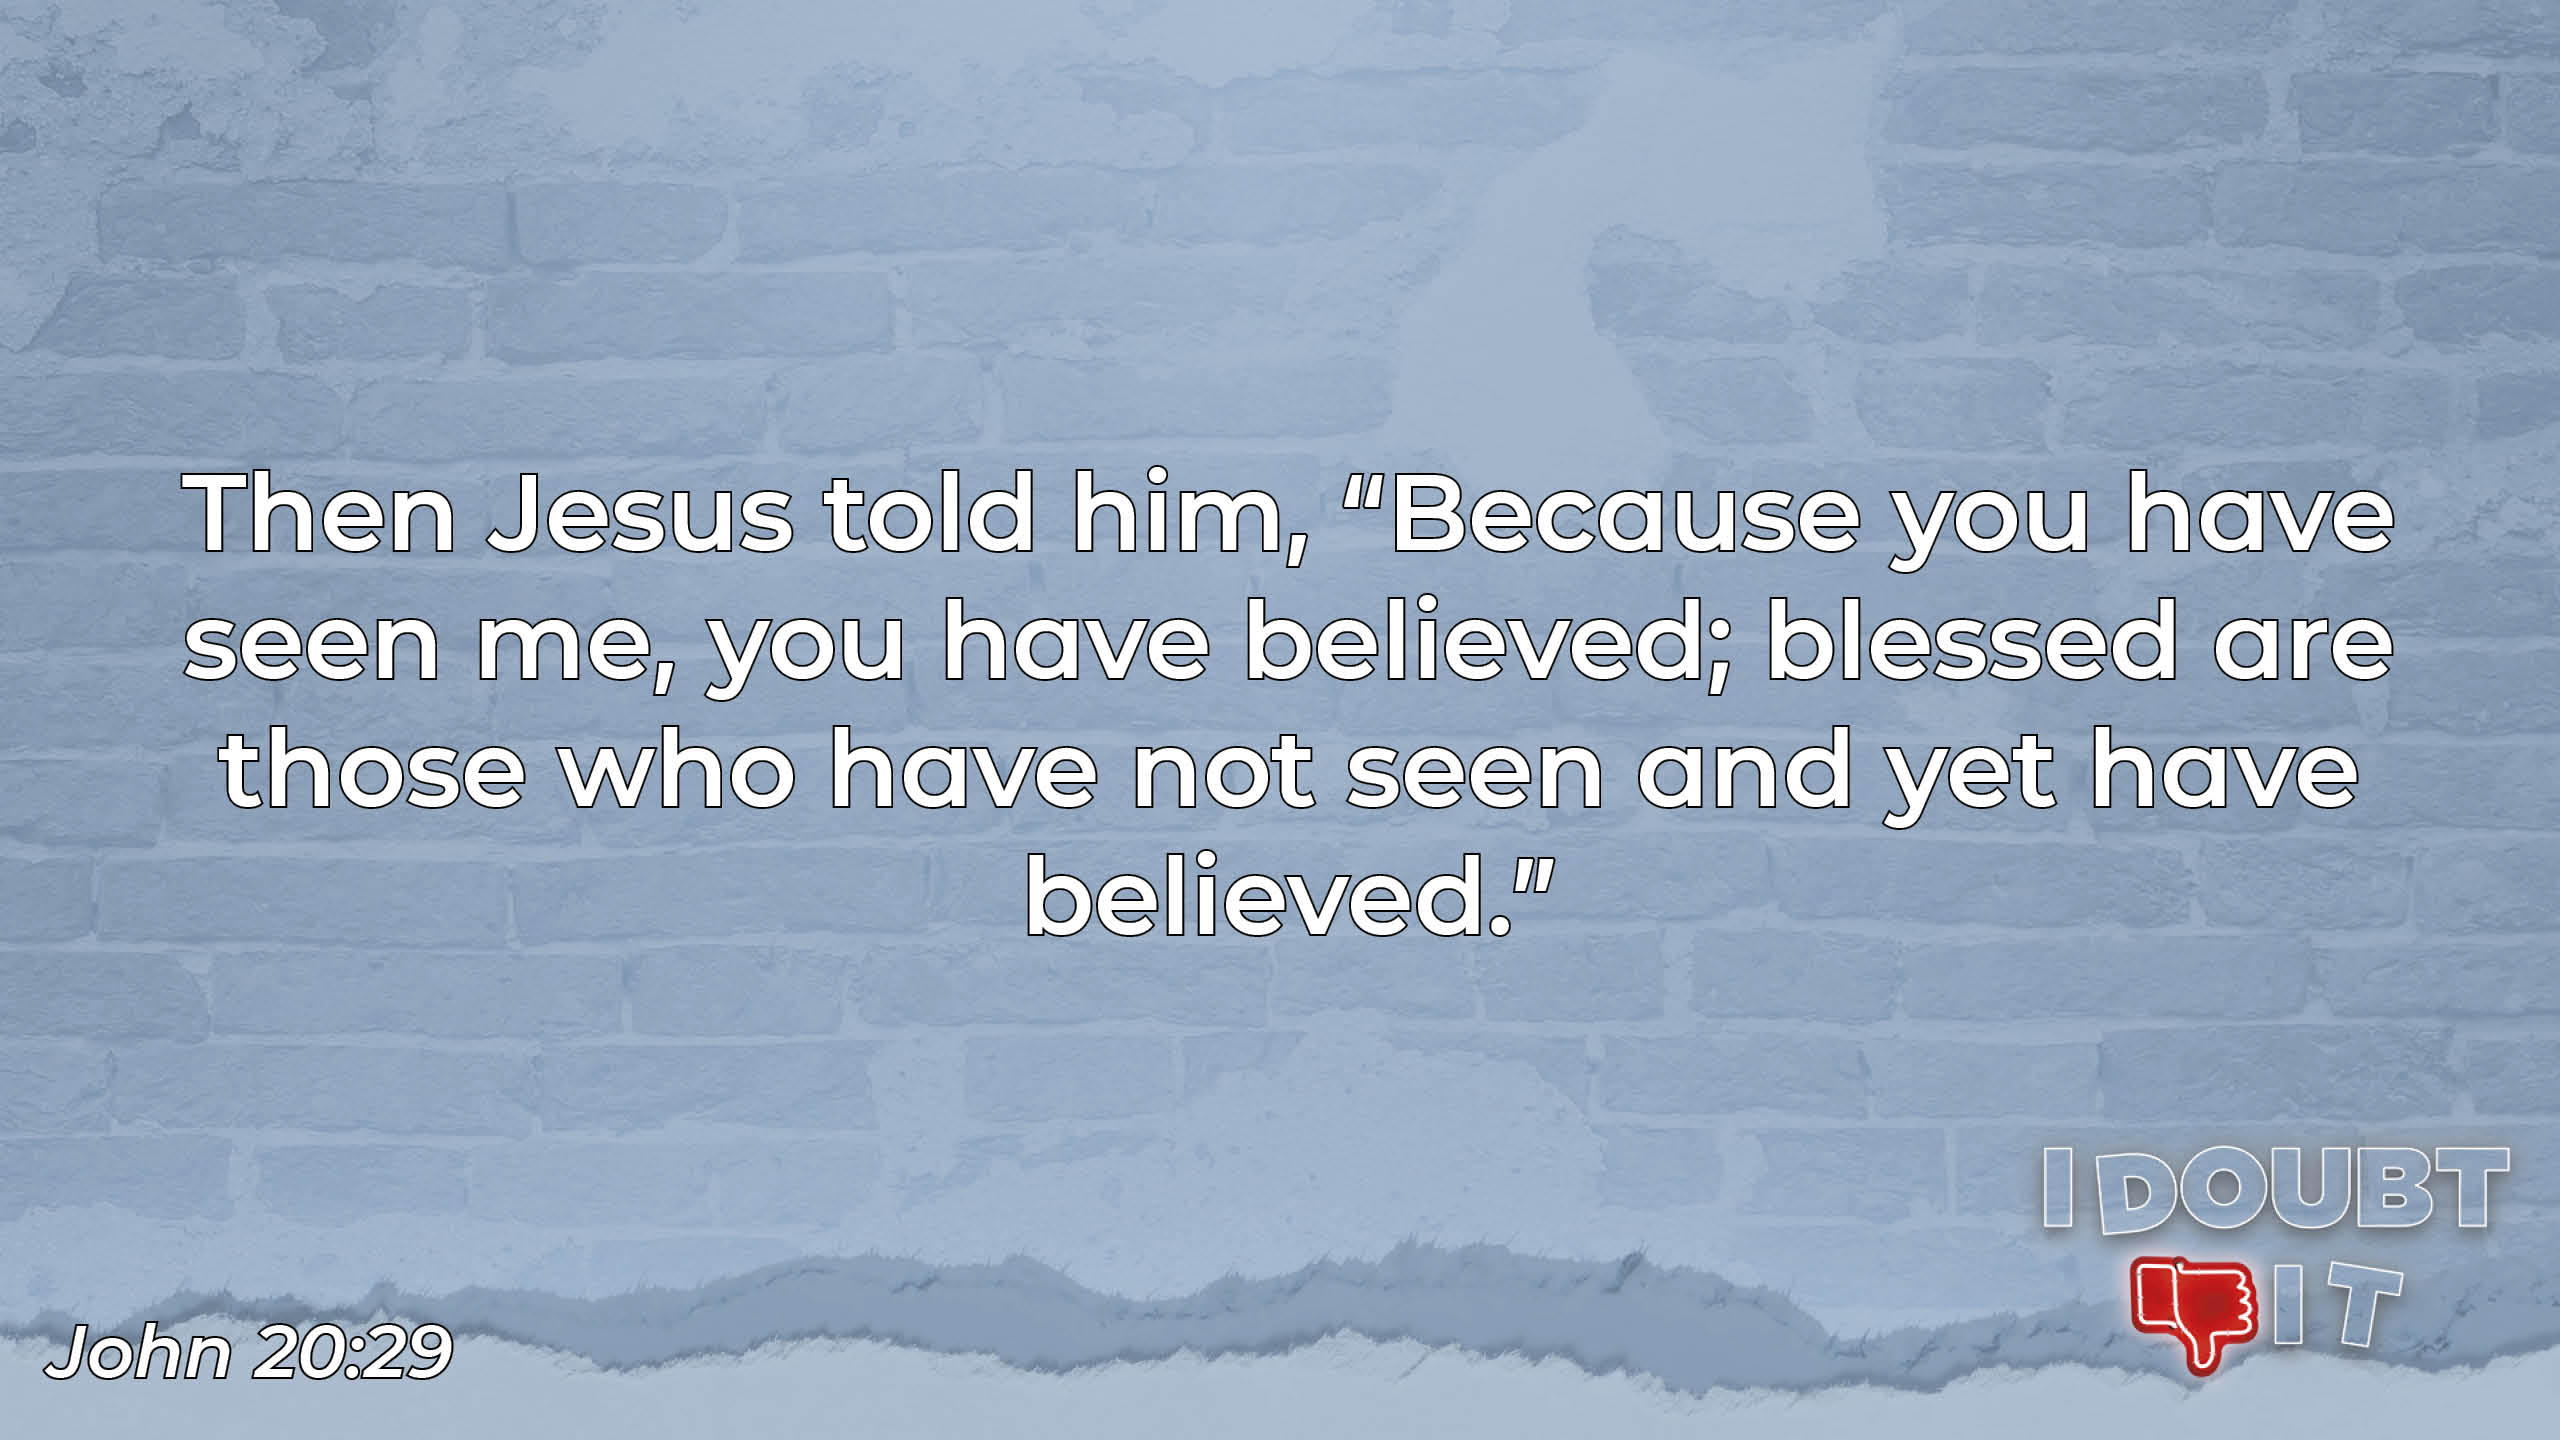 Then Jesus told him, “Because you have
seen me, you have believed; blessed are
those who have not seen and yet have
believed.”
I DOUBT
IT
John 20:29